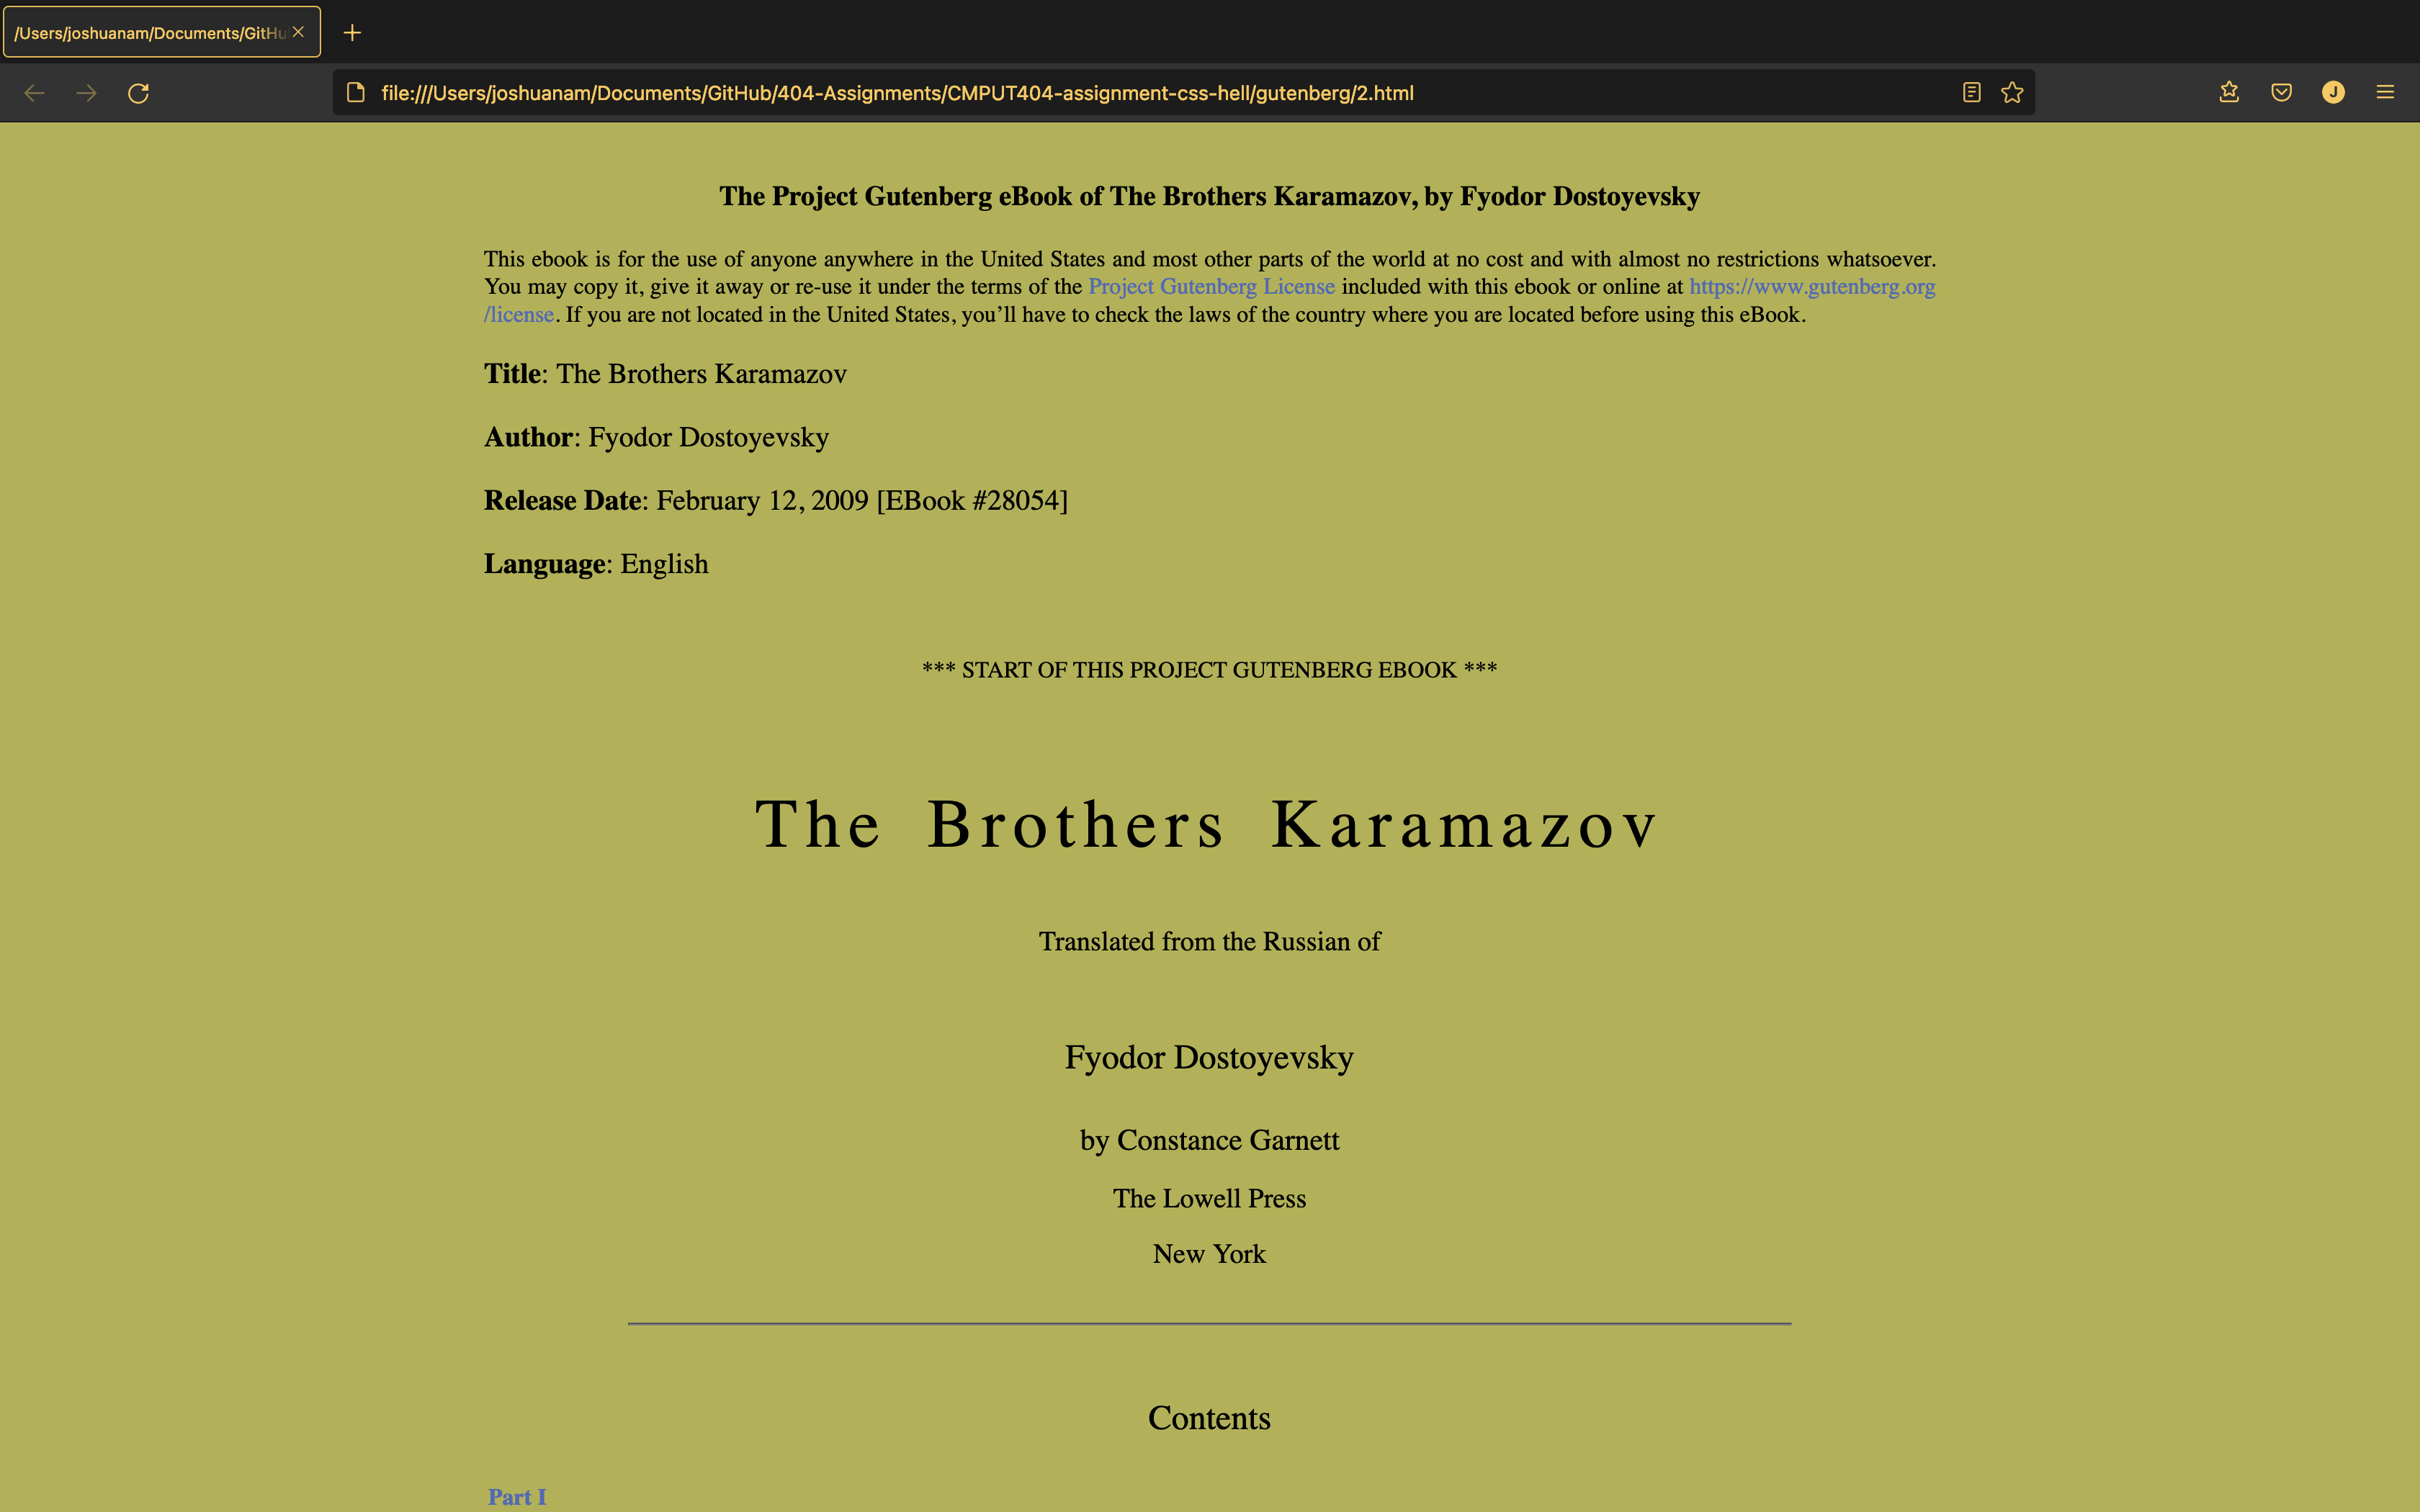 /Users/joshuanam/Documents/GitHu
file:///Users/joshuanam/Documents/GitHub/404-Assignments/CMPUT404-assignment-css-hell/gutenberg/2.html
J
The Project Gutenberg eBook of The Brothers Karamazov, by Fyodor Dostoyevsky
This ebook is for the use of anyone anywhere in the United States and most other parts of the world at no cost and with almost no restrictions whatsoever.
You may copy it, give it away or re-use it under the terms of the Project Gutenberg License included with this ebook or online at https://www.gutenberg.org
/license. If you are not located in the United States, you’ll have to check the laws of the country where you are located before using this eBook.
Title: The Brothers Karamazov
Author: Fyodor Dostoyevsky
Release Date: February 12, 2009 [EBook #28054]
Language: English
*** START OF THIS PROJECT GUTENBERG EBOOK ***
The Brothers Karamazov
Translated from the Russian of
Fyodor Dostoyevsky
by Constance Garnett
The Lowell Press
New York
Contents
Part I